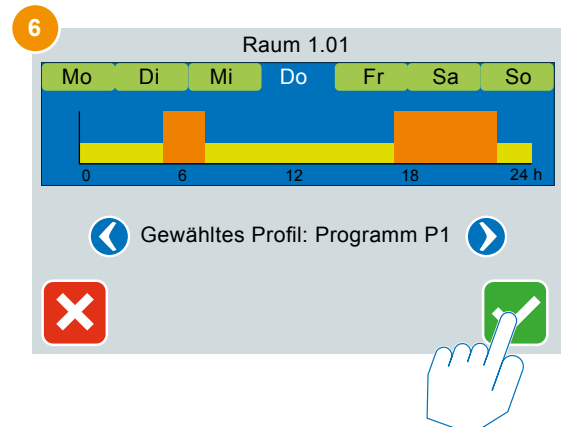 6
Raum 1.01
Mo Di Mi Do Fr Sa So
0 6 12 18 24 h
Gewähltes Profil: Programm P1